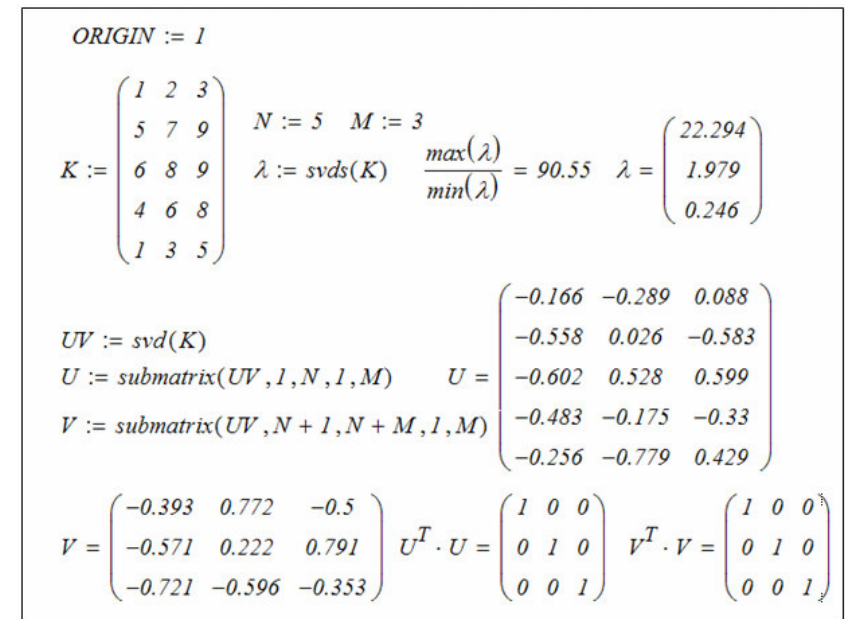 ORIGIN := 1
K := (1 2 3; 5 7 9; 6 8 9; 4 6 8; 1 3 5)
N := 5 M := 3
λ := svds(K) max(λ)/min(λ) = 90.55 λ = (22.294; 1.979; 0.246)
UV := svd(K)
U := submatrix(UV,1,N,1,M)
V := submatrix(UV,N + 1,N + M,1,M)
U = (−0.166 −0.289 0.088; −0.558 0.026 −0.583; −0.602 0.528 0.599; −0.483 −0.175 −0.33; −0.256 −0.779 0.429)
V = (−0.393 0.772 −0.5; −0.571 0.222 0.791; −0.721 −0.596 −0.353) U^T · U = (1 0 0; 0 1 0; 0 0 1) V^T · V = (1 0 0; 0 1 0; 0 0 1)